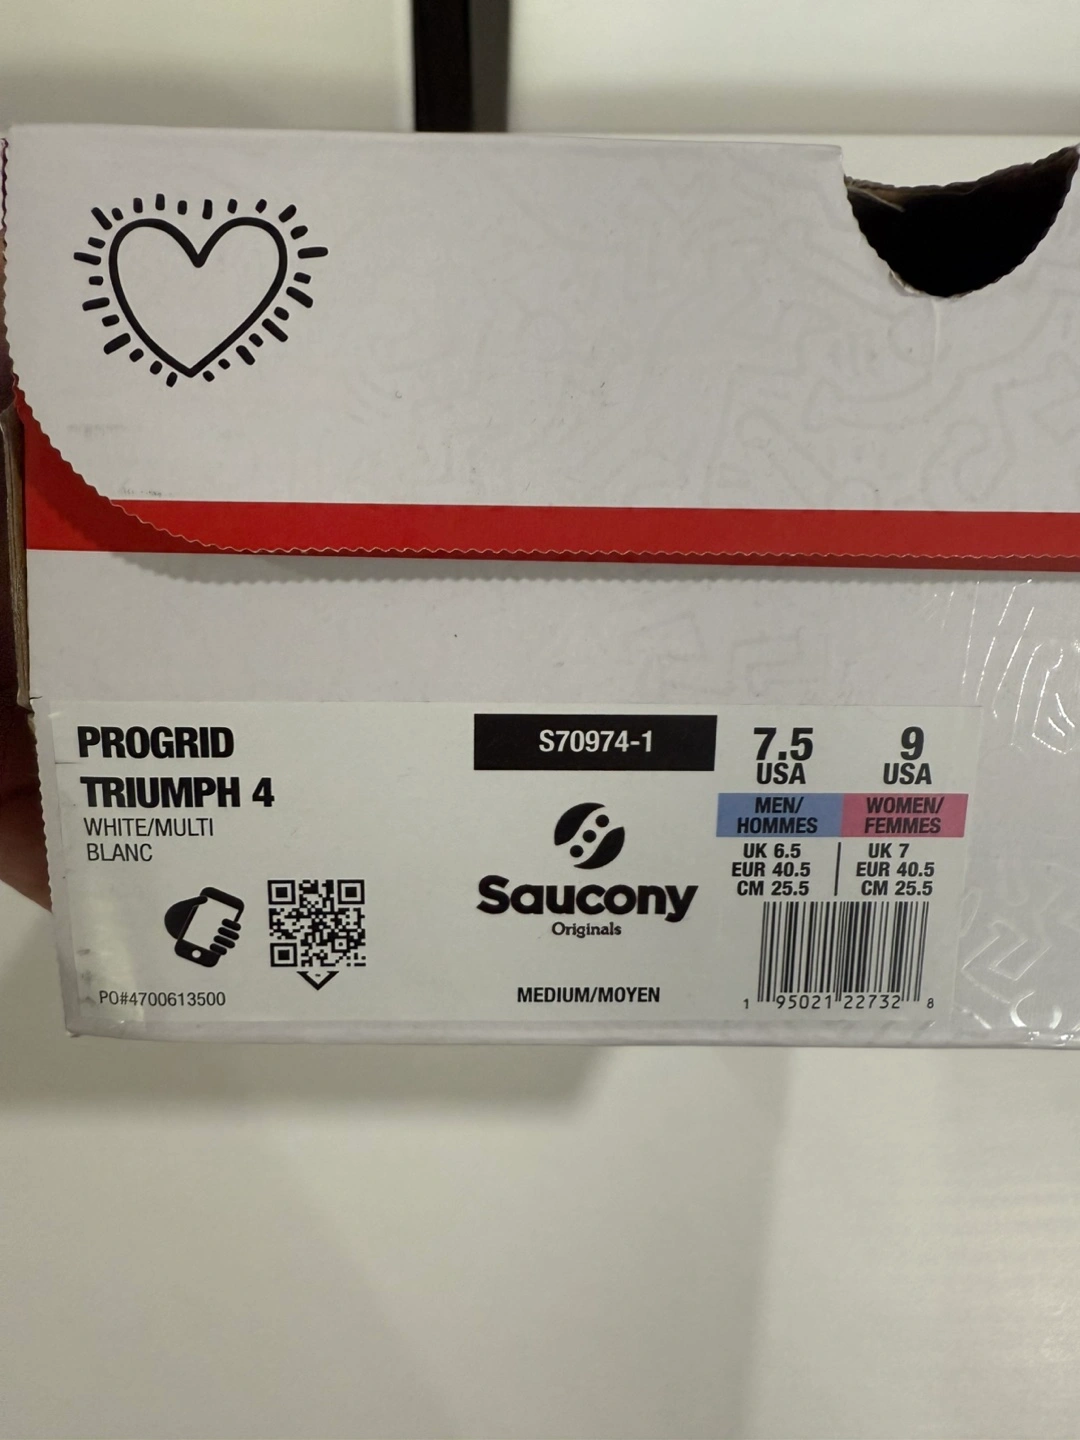 PROGRID
TRIUMPH 4
WHITE/MULTI
BLANC
PO#4700613500
S70974-1
Saucony
Originals
MEDIUM/MOYEN
7.5
USA
MEN/
HOMMES
UK 6.5
EUR 40.5
CM 25.5
9
USA
WOMEN/
FEMMES
UK 7
EUR 40.5
CM 25.5
1 95021 22732 8